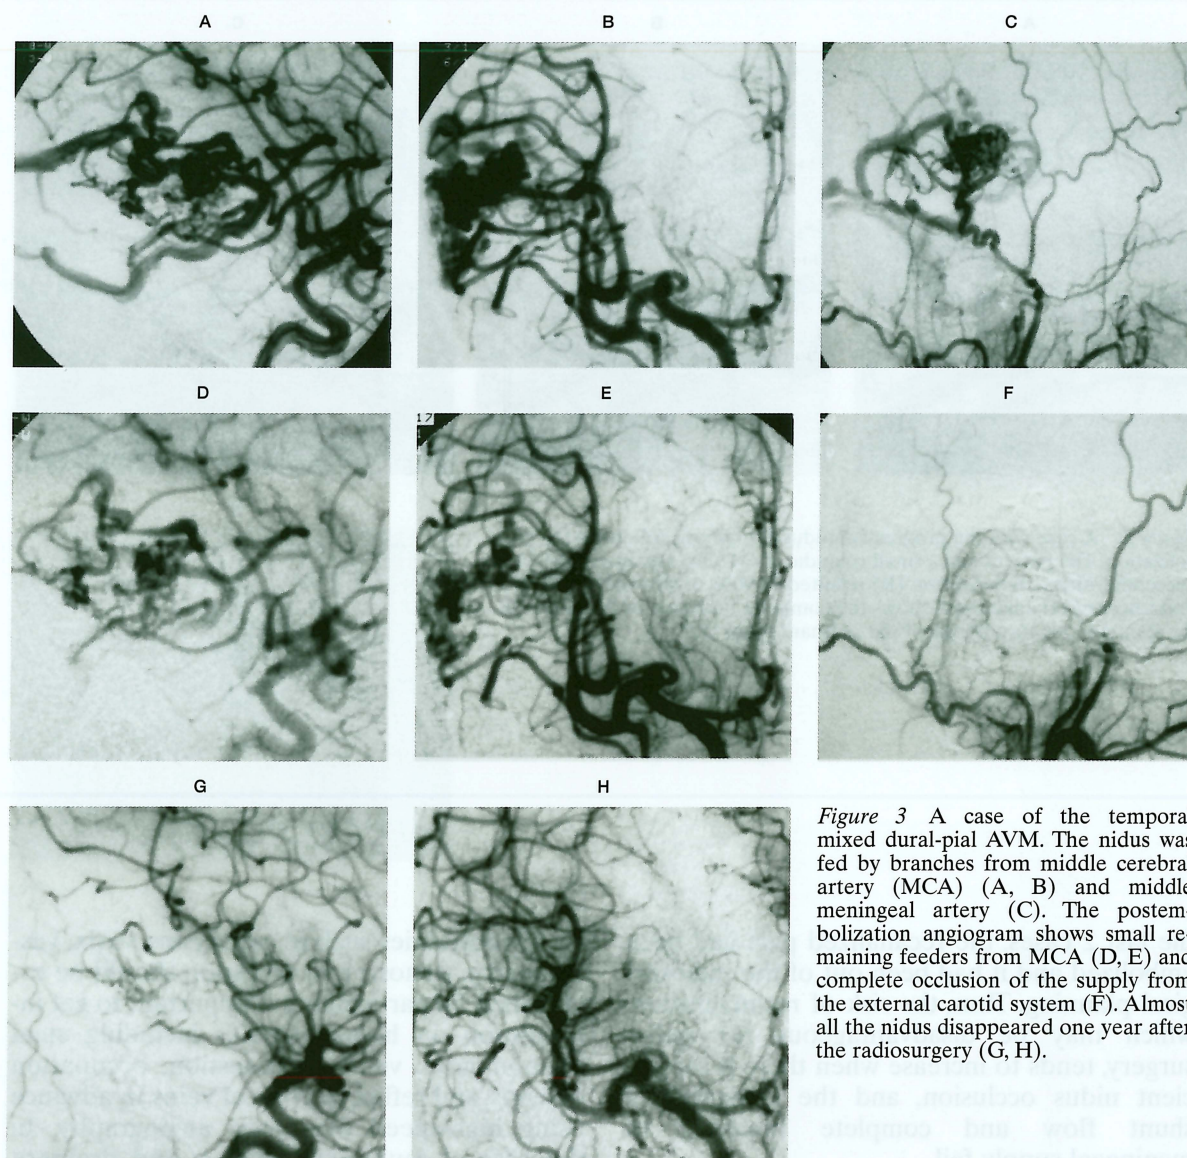 A B C
D E F
17
G H
Figure 3 A case of the tempora
mixed dural-pial AVM. The nidus was
fed by branches from middle cerebra
artery (MCA) (A, B) and middle
meningeal artery (C). The postem-
bolization angiogram shows small re-
maining feeders from MCA (D, E) and
complete occlusion of the supply from
the external carotid system (F). Almost
all the nidus disappeared one year after
the radiosurgery (G, H).